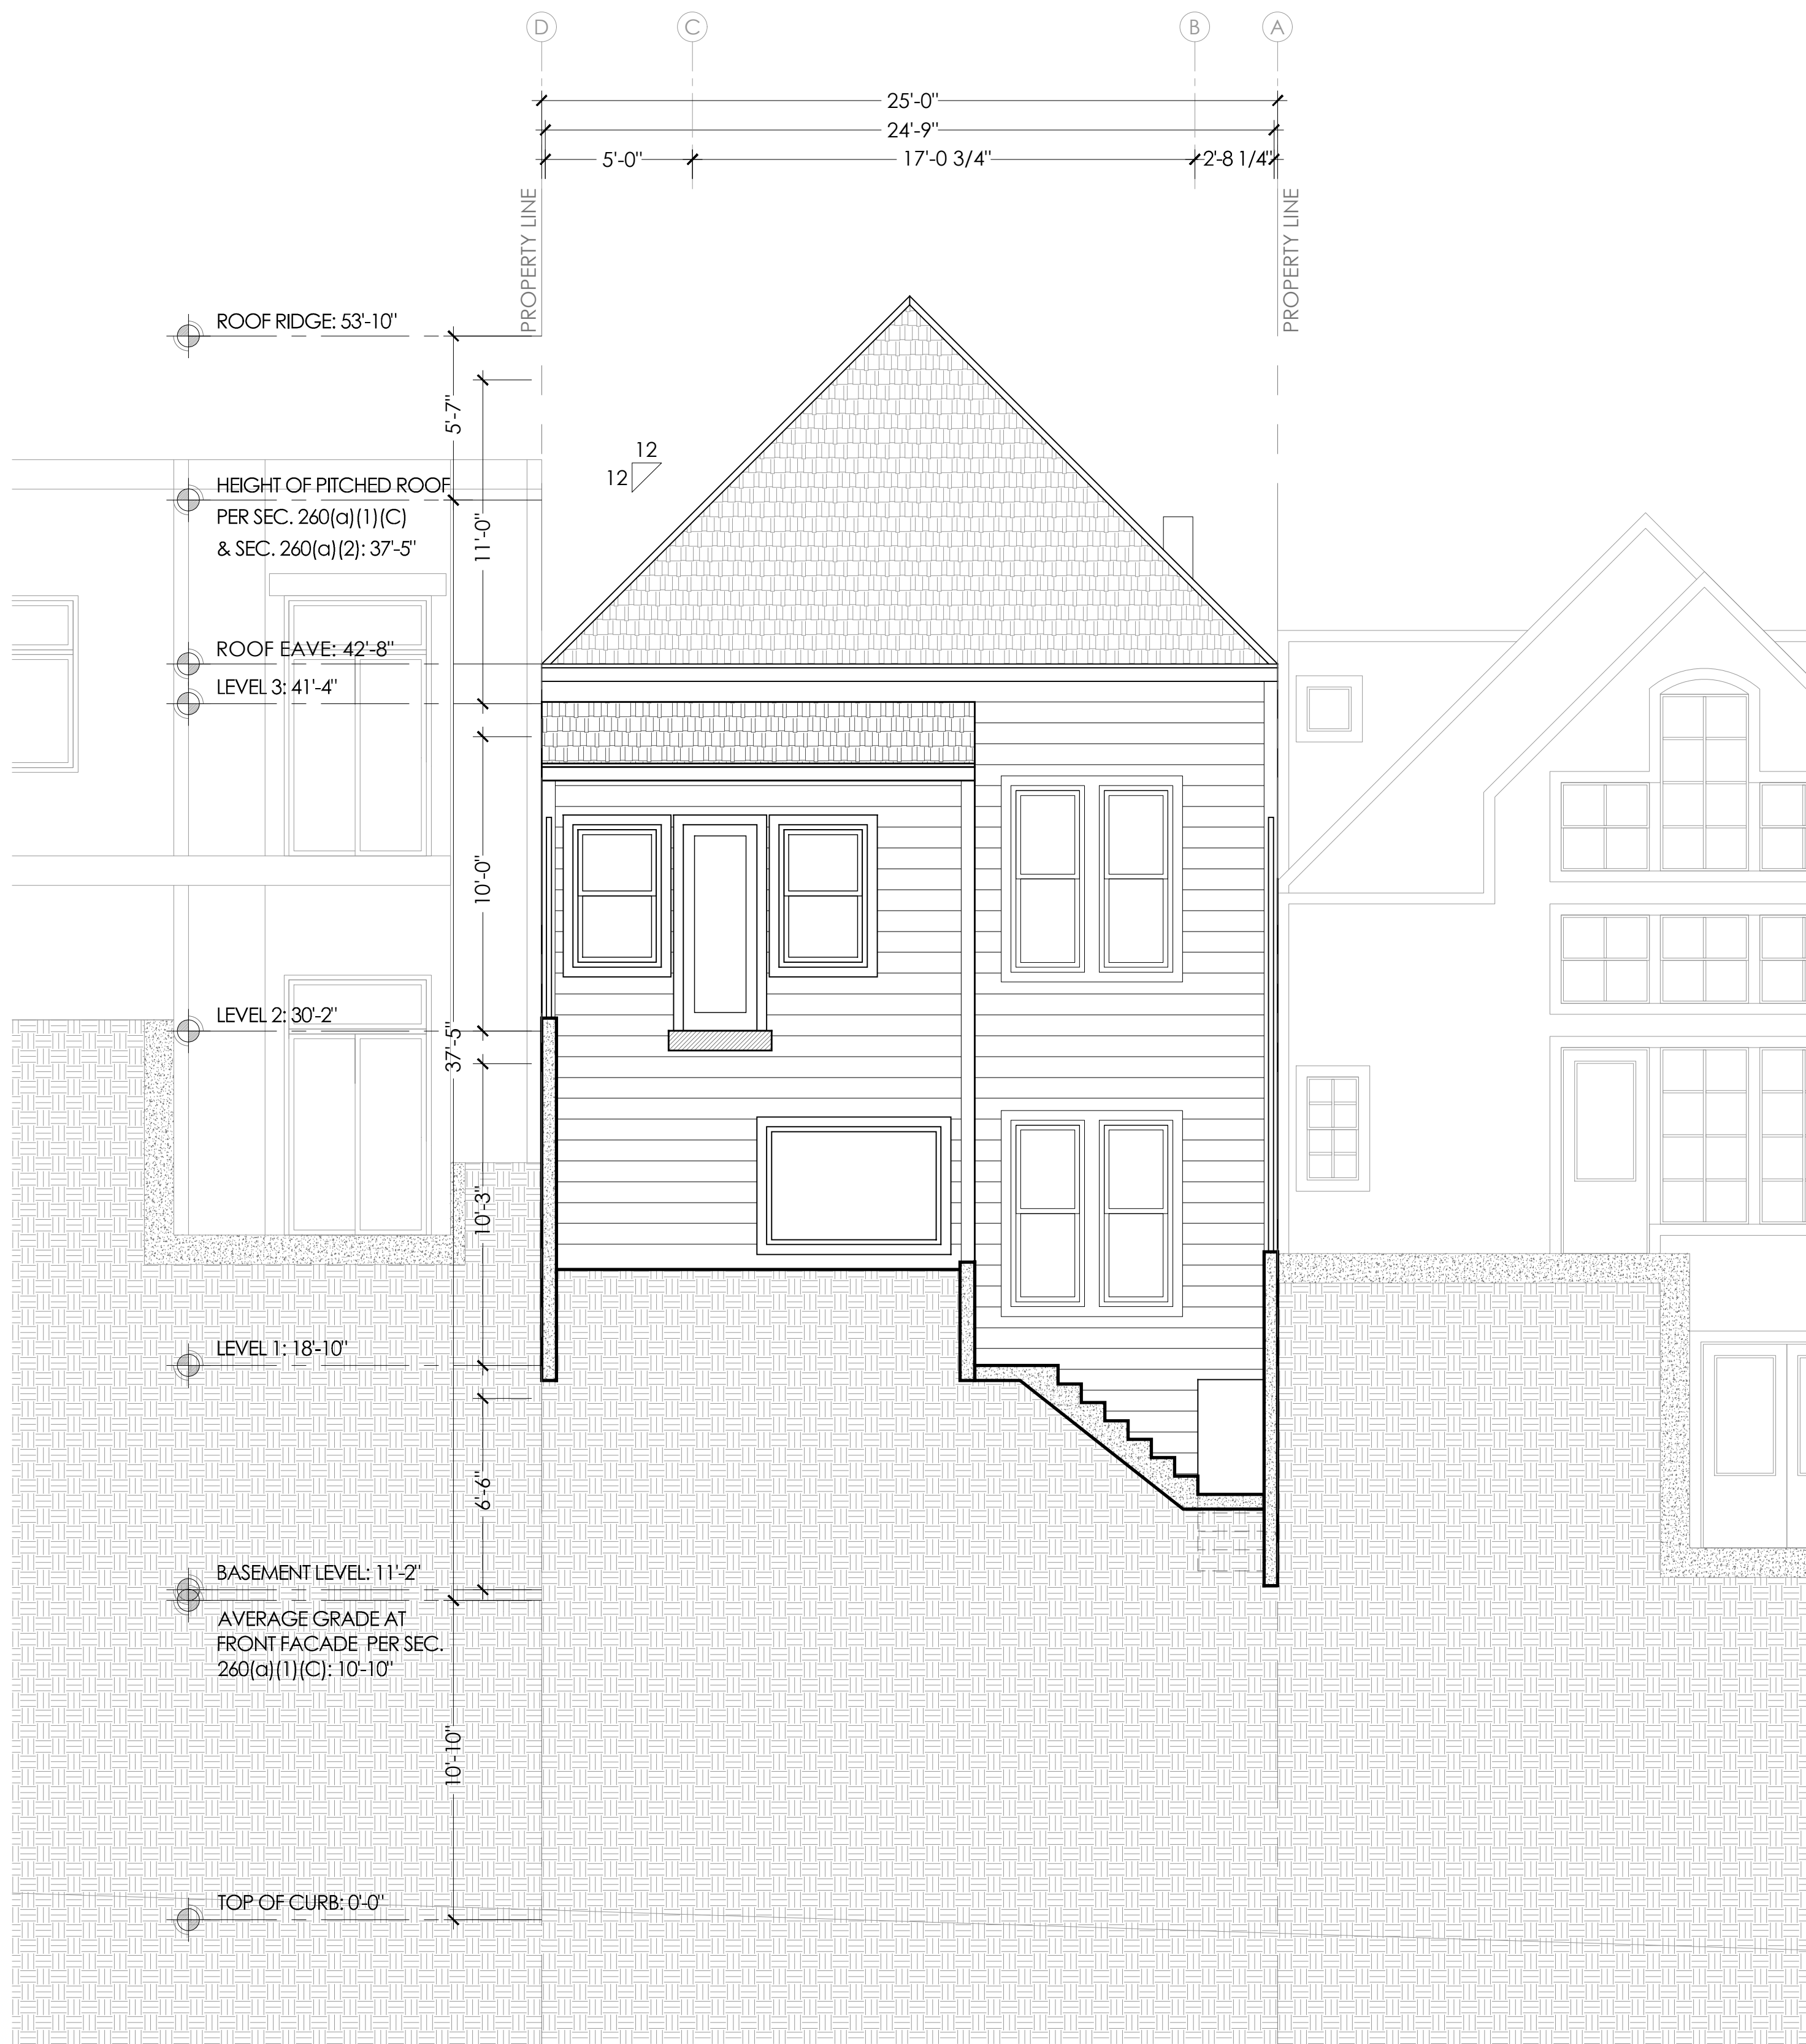 D
C
B
A
25'-0"
24'-9"
5'-0"
17'-0 3/4"
2'-8 1/4"
PROPERTY LINE
PROPERTY LINE
ROOF RIDGE: 53'-10"
5'-7"
12
12
HEIGHT OF PITCHED ROOF
PER SEC. 260(a)(1)(C)
& SEC. 260(a)(2): 37'-5"
11'-0"
ROOF EAVE: 42'-8"
LEVEL 3: 41'-4"
10'-0"
LEVEL 2: 30'-2"
37'-5"
10'-3"
LEVEL 1: 18'-10"
6'-6"
BASEMENT LEVEL: 11'-2"
AVERAGE GRADE AT
FRONT FACADE PER SEC.
260(a)(1)(C): 10'-10"
10'-10"
TOP OF CURB: 0'-0"